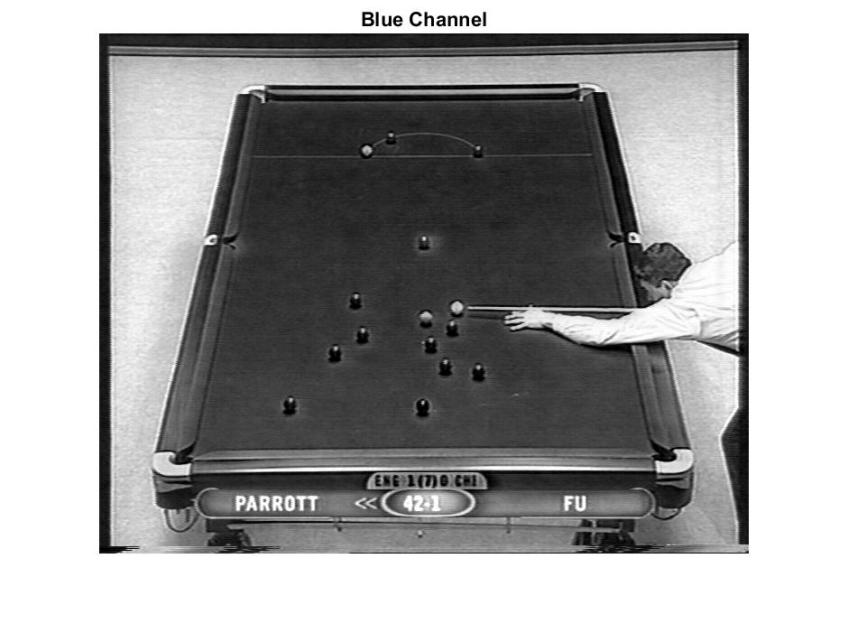 Blue Channel
ENG 1(7)0 CHI
PARROTT << 42-1 FU